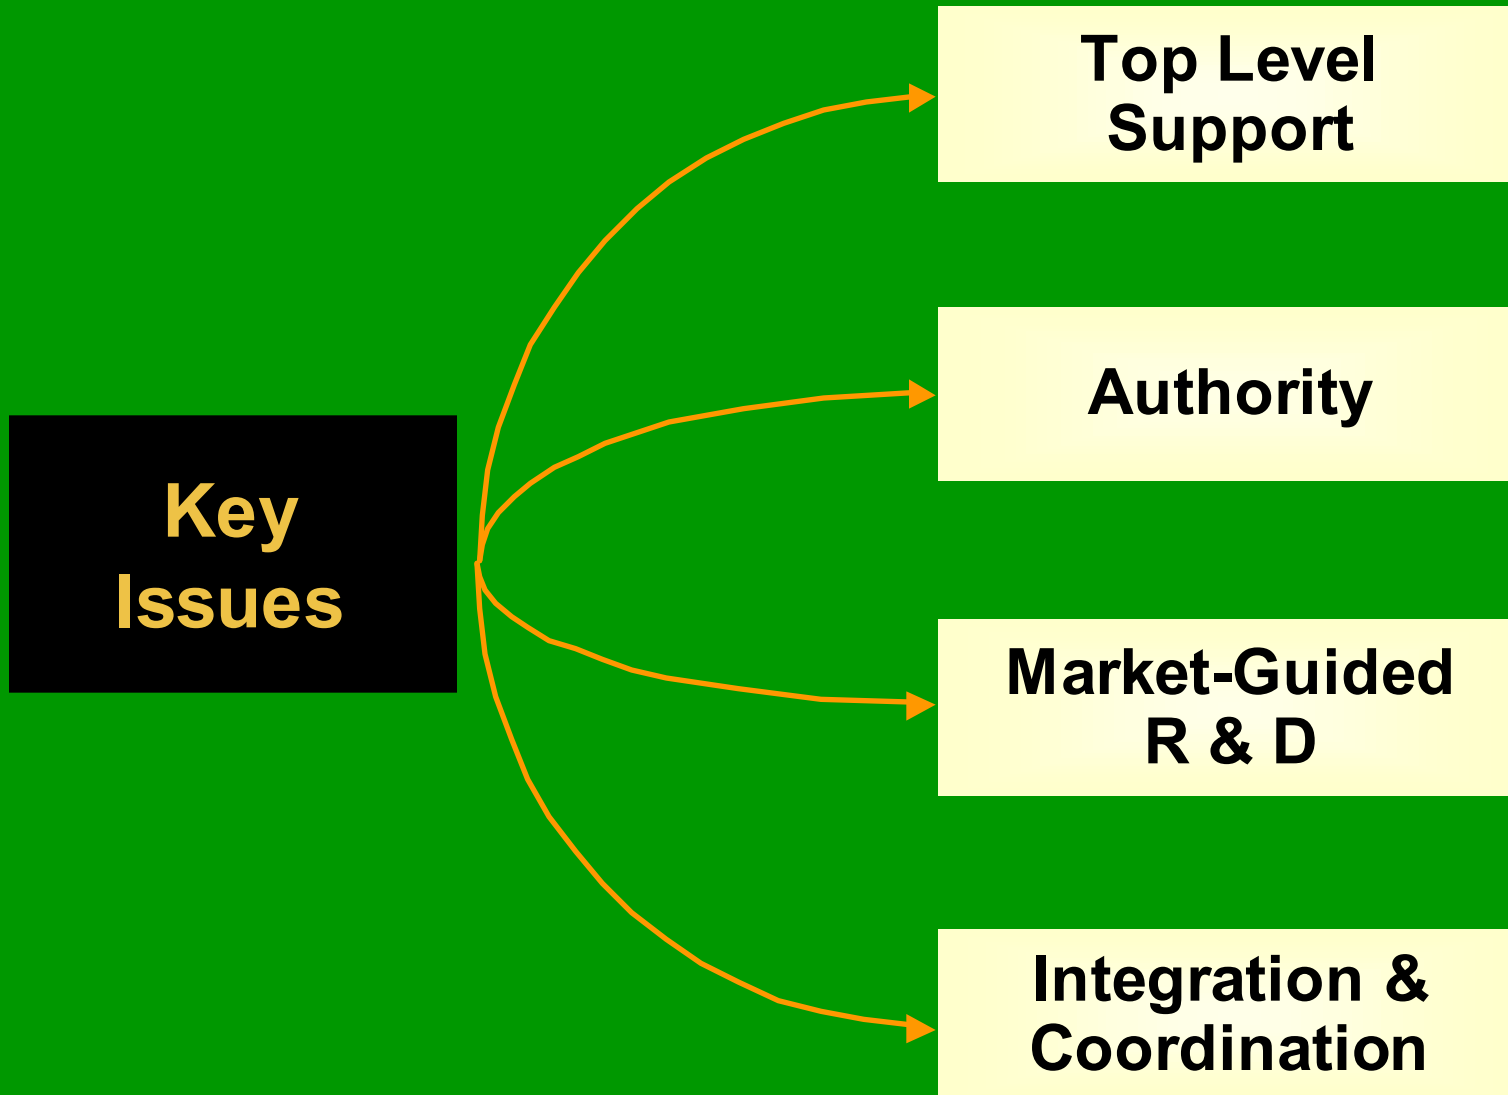 Key
Issues
Top Level
Support
Authority
Market-Guided
R & D
Integration &
Coordination